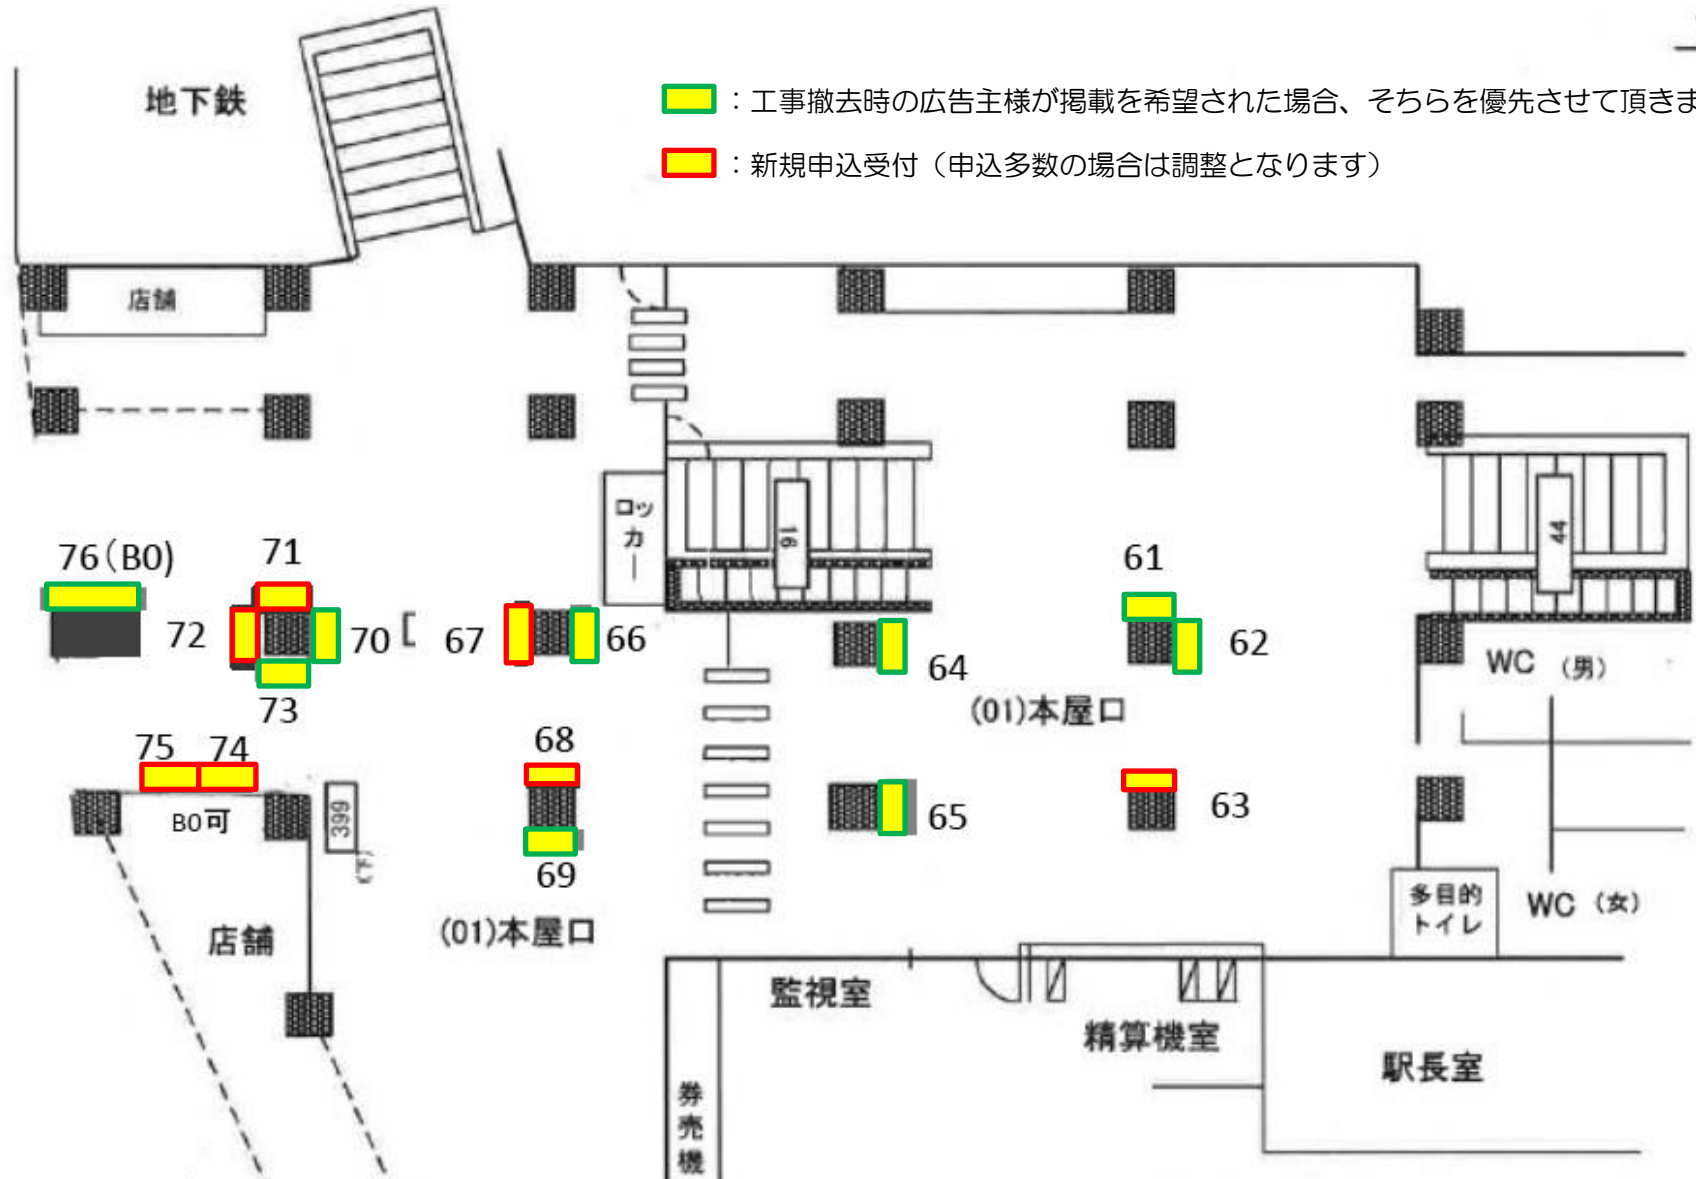 地下鉄
：工事撤去時の広告主様が掲載を希望された場合、そちらを優先させて頂きま
：新規申込受付（申込多数の場合は調整となります）
店舗
ロッカー
16
44
76(B0)
71
61
72
70
67
66
64
62
WC （男）
73
(01)本屋口
75
74
68
B0可
399
(下)
65
63
69
店舗
(01)本屋口
多目的
トイレ
WC （女）
監視室
精算機室
駅長室
券売機